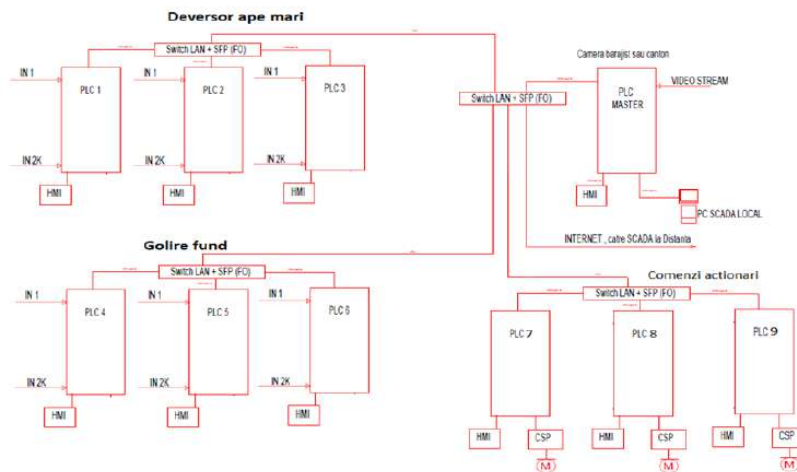 Deversor ape mari
Switch LAN + SFP (FO)
IN 1
PLC 1
IN 2K
HMI
IN 1
PLC 2
IN 2K
HMI
IN 1
PLC 3
IN 2K
HMI
Camera barajist sau canton
VIDEO STREAM
PLC
MASTER
Switch LAN + SFP (FO)
HMI
PC SCADA LOCAL
INTERNET , catre SCADA la Distanta
Golire fund
Switch LAN + SFP (FO)
IN 1
PLC 4
IN 2K
HMI
IN 1
PLC 5
IN 2K
HMI
IN 1
PLC 6
IN 2K
HMI
Comenzi actionari
Switch LAN + SFP (FO)
PLC 7
HMI
CSP
M
PLC 8
HMI
CSP
M
PLC 9
HMI
CSP
M